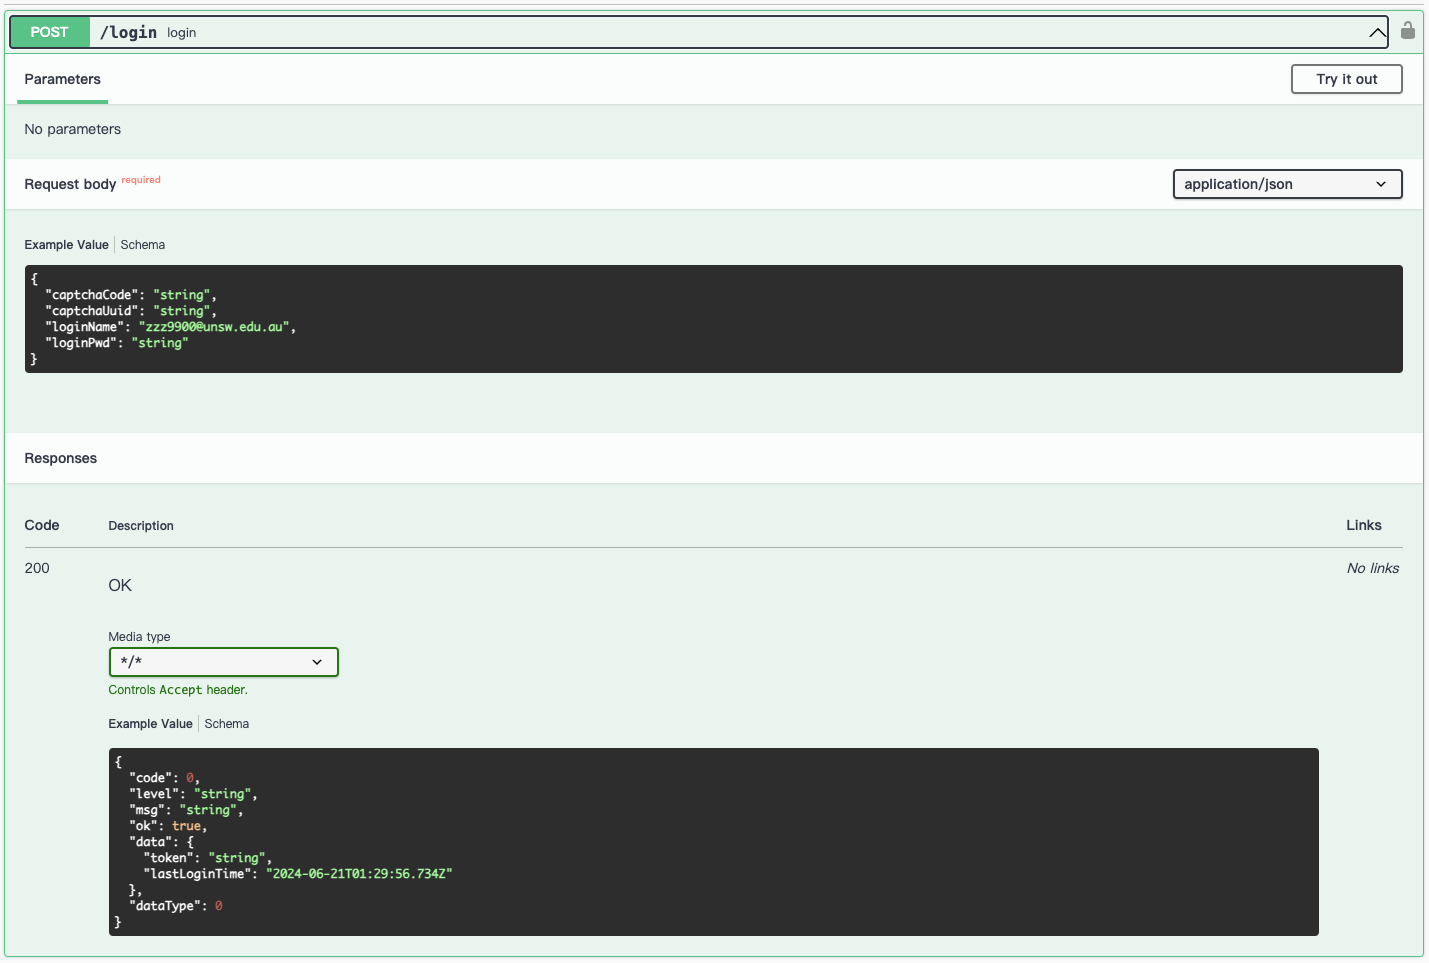 POST /login login
Parameters
Try it out
No parameters
Request body required
application/json
Example Value Schema
{
  "captchaCode": "string",
  "captchaUuid": "string",
  "loginName": "zzz9900@unsw.edu.au",
  "loginPwd": "string"
}
Responses
Code Description Links
200 OK No links
Media type
*/*
Controls Accept header.
Example Value Schema
{
  "code": 0,
  "level": "string",
  "msg": "string",
  "ok": true,
  "data": {
    "token": "string",
    "lastLoginTime": "2024-06-21T01:29:56.734Z"
  },
  "dataType": 0
}